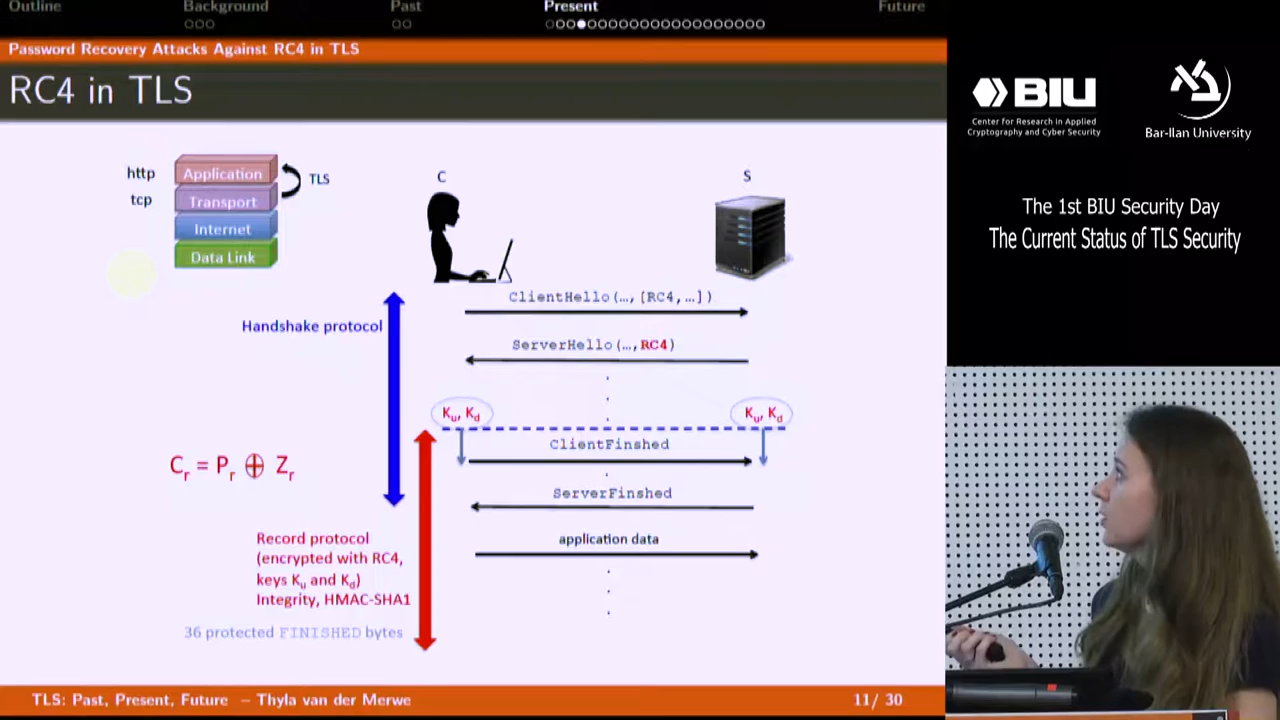 Outline Background Past Present Future
Password Recovery Attacks Against RC4 in TLS
RC4 in TLS
http Application TLS
tcp Transport
Internet
Data Link
C S
ClientHello(…,[RC4,…])
Handshake protocol
ServerHello(…,RC4)
Ku, Kd Ku, Kd
ClientFinshed
Cr = Pr ⊕ Zr
ServerFinshed
Record protocol
(encrypted with RC4,
keys Ku and Kd)
Integrity, HMAC-SHA1
application data
36 protected FINISHED bytes
TLS: Past, Present, Future – Thyla van der Merwe 11/ 30
BIU
Center for Research in Applied
Cryptography and Cyber Security
Bar-Ilan University
The 1st BIU Security Day
The Current Status of TLS Security